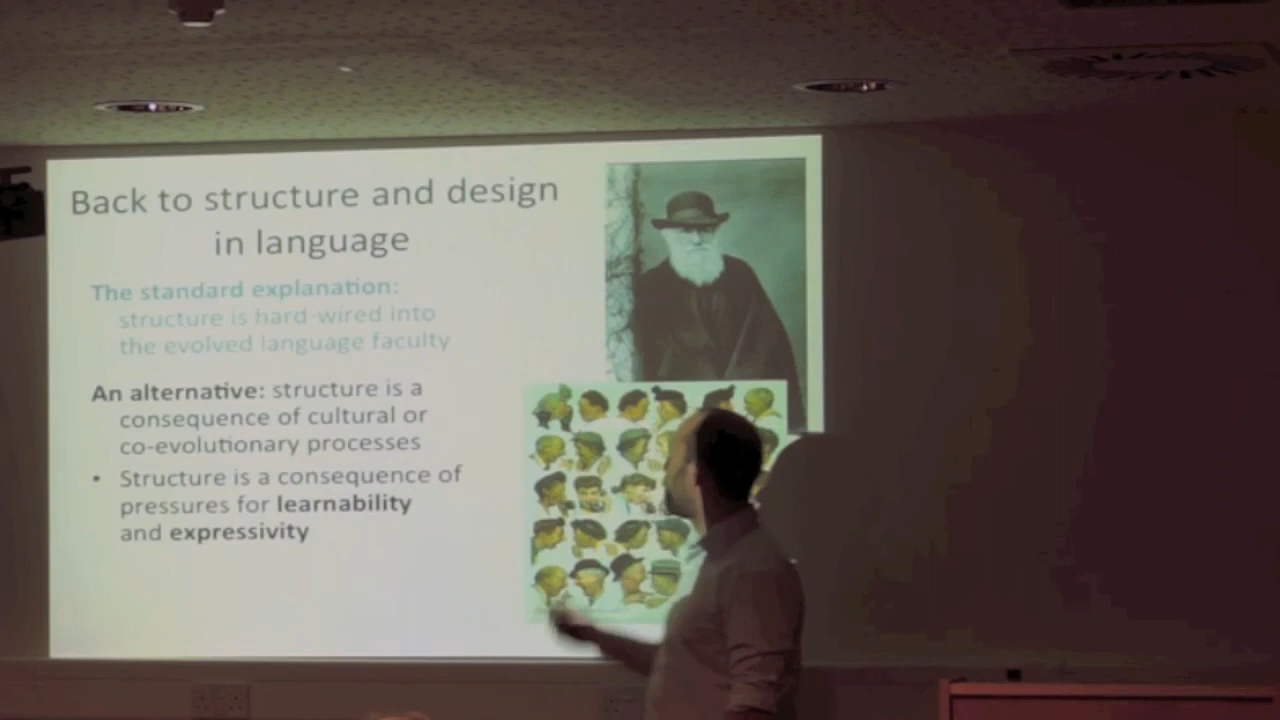 Back to structure and design
in language
The standard explanation:
structure is hard-wired into
the evolved language faculty
An alternative: structure is a
consequence of cultural or
co-evolutionary processes
• Structure is a consequence of
pressures for learnability
and expressivity